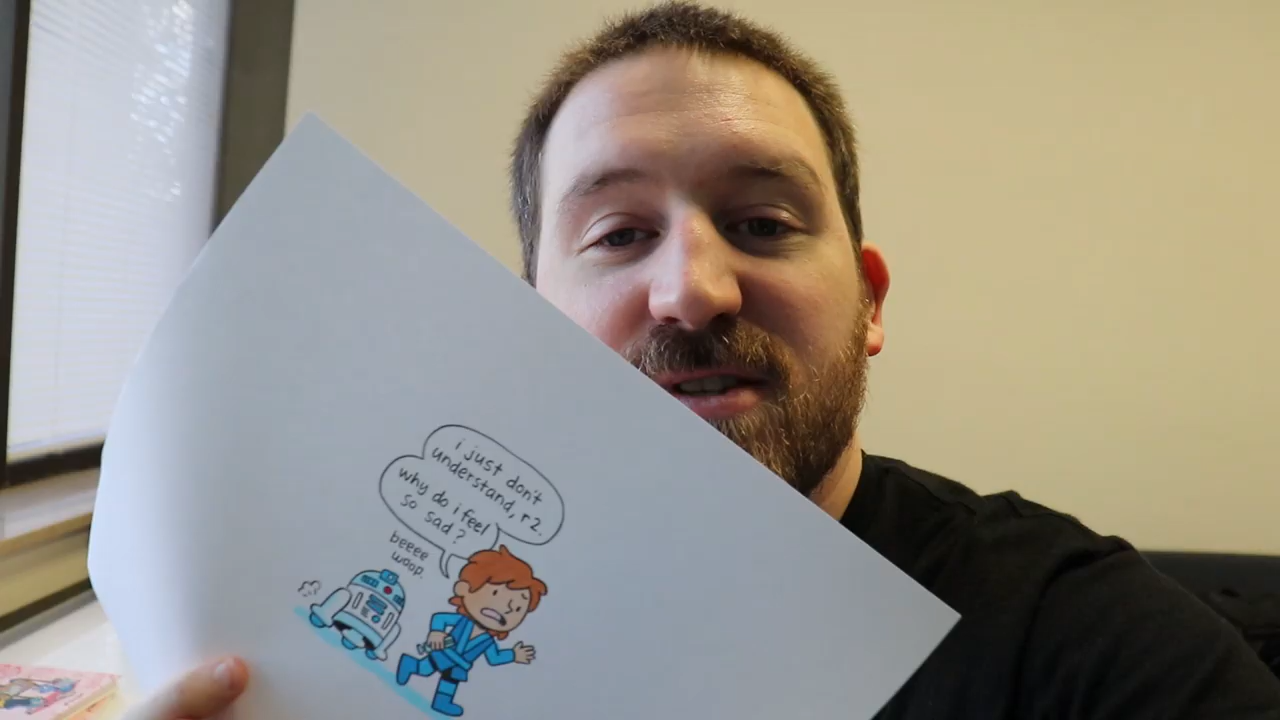 i just don't
understand, r2.
why do i feel
so sad?
beeee
woop.